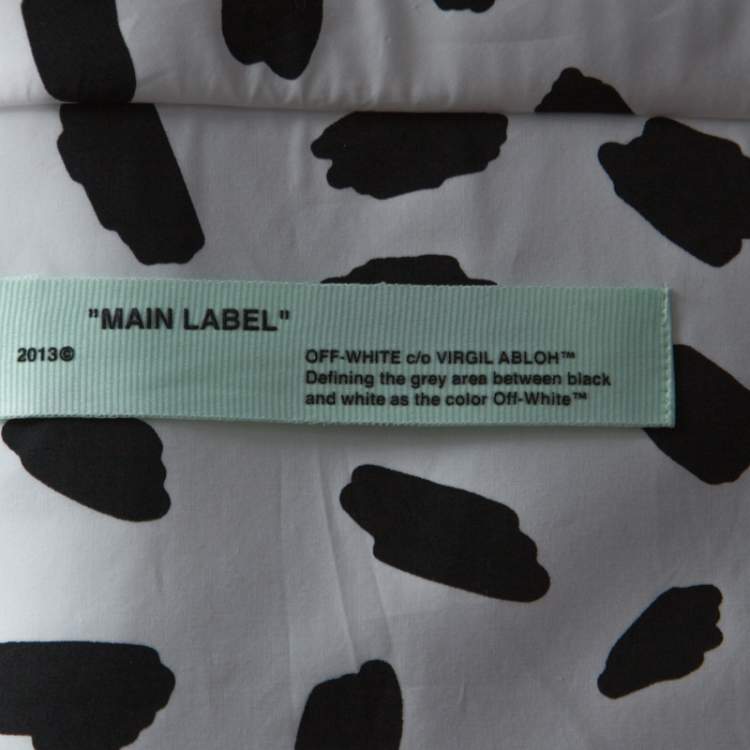 "MAIN LABEL"
2013©
OFF-WHITE c/o VIRGIL ABLOH™
Defining the grey area between black
and white as the color Off-White™